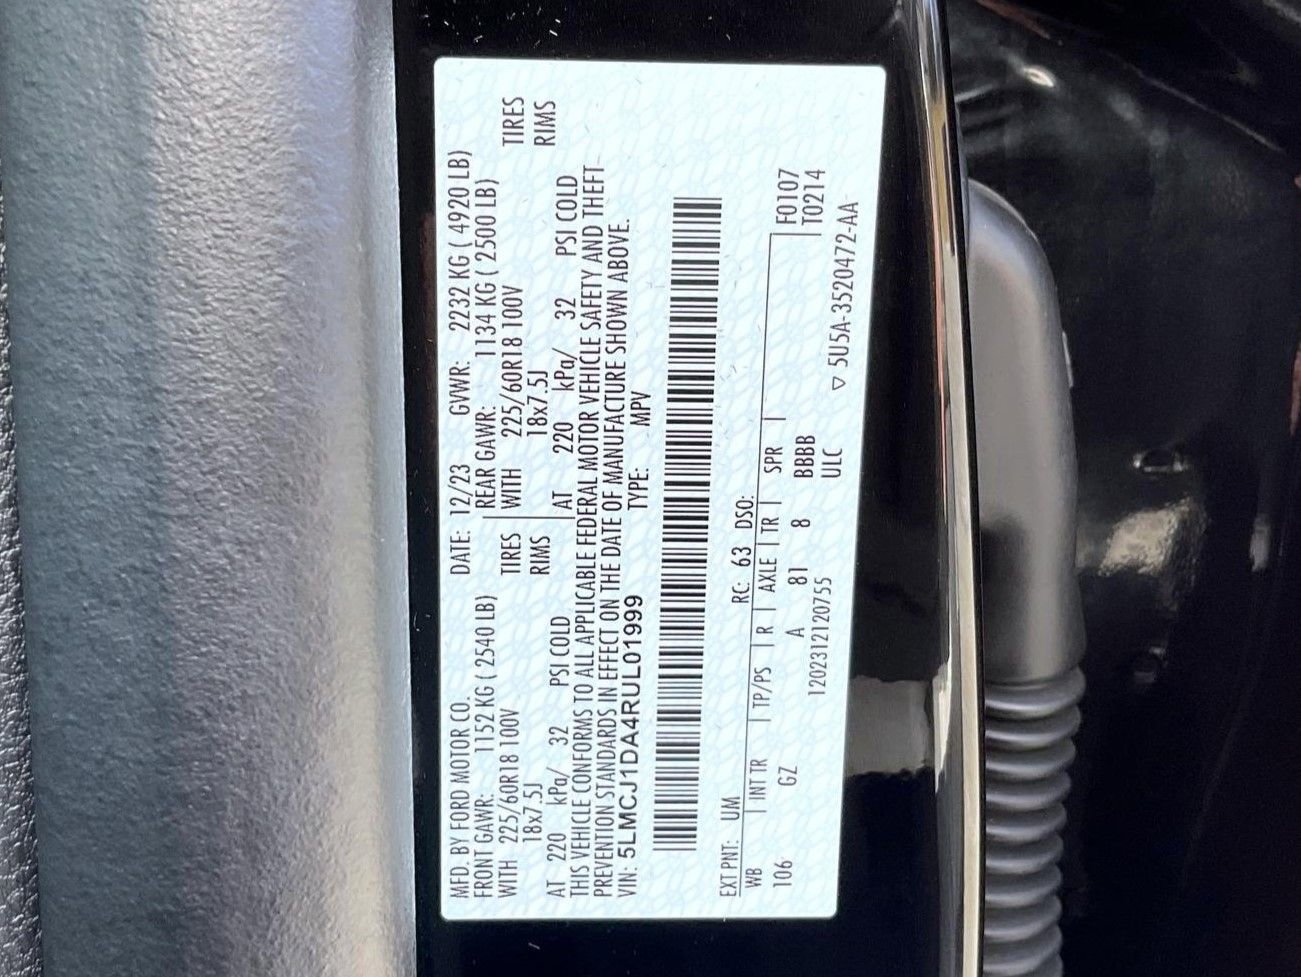 MFD. BY FORD MOTOR CO. DATE: 12/23 GVWR: 2232 KG ( 4920 LB)
FRONT GAWR: 1152 KG ( 2540 LB) REAR GAWR: 1134 KG ( 2500 LB)
WITH 225/60R18 100V TIRES WITH 225/60R18 100V TIRES
18x7.5J RIMS 18x7.5J RIMS
AT 220 kPa/ 32 PSI COLD AT 220 kPa/ 32 PSI COLD
THIS VEHICLE CONFORMS TO ALL APPLICABLE FEDERAL MOTOR VEHICLE SAFETY AND THEFT
PREVENTION STANDARDS IN EFFECT ON THE DATE OF MANUFACTURE SHOWN ABOVE.
VIN: 5LMCJ1DA4RUL01999 TYPE: MPV
EXT PNT: UM RC: 63 DSO:
WB | INT TR | TP/PS | R | AXLE | TR | SPR | F0107
106 GZ A 81 8 BBBB T0214
1202312120755 ULC
▽ 5U5A-3520472-AA